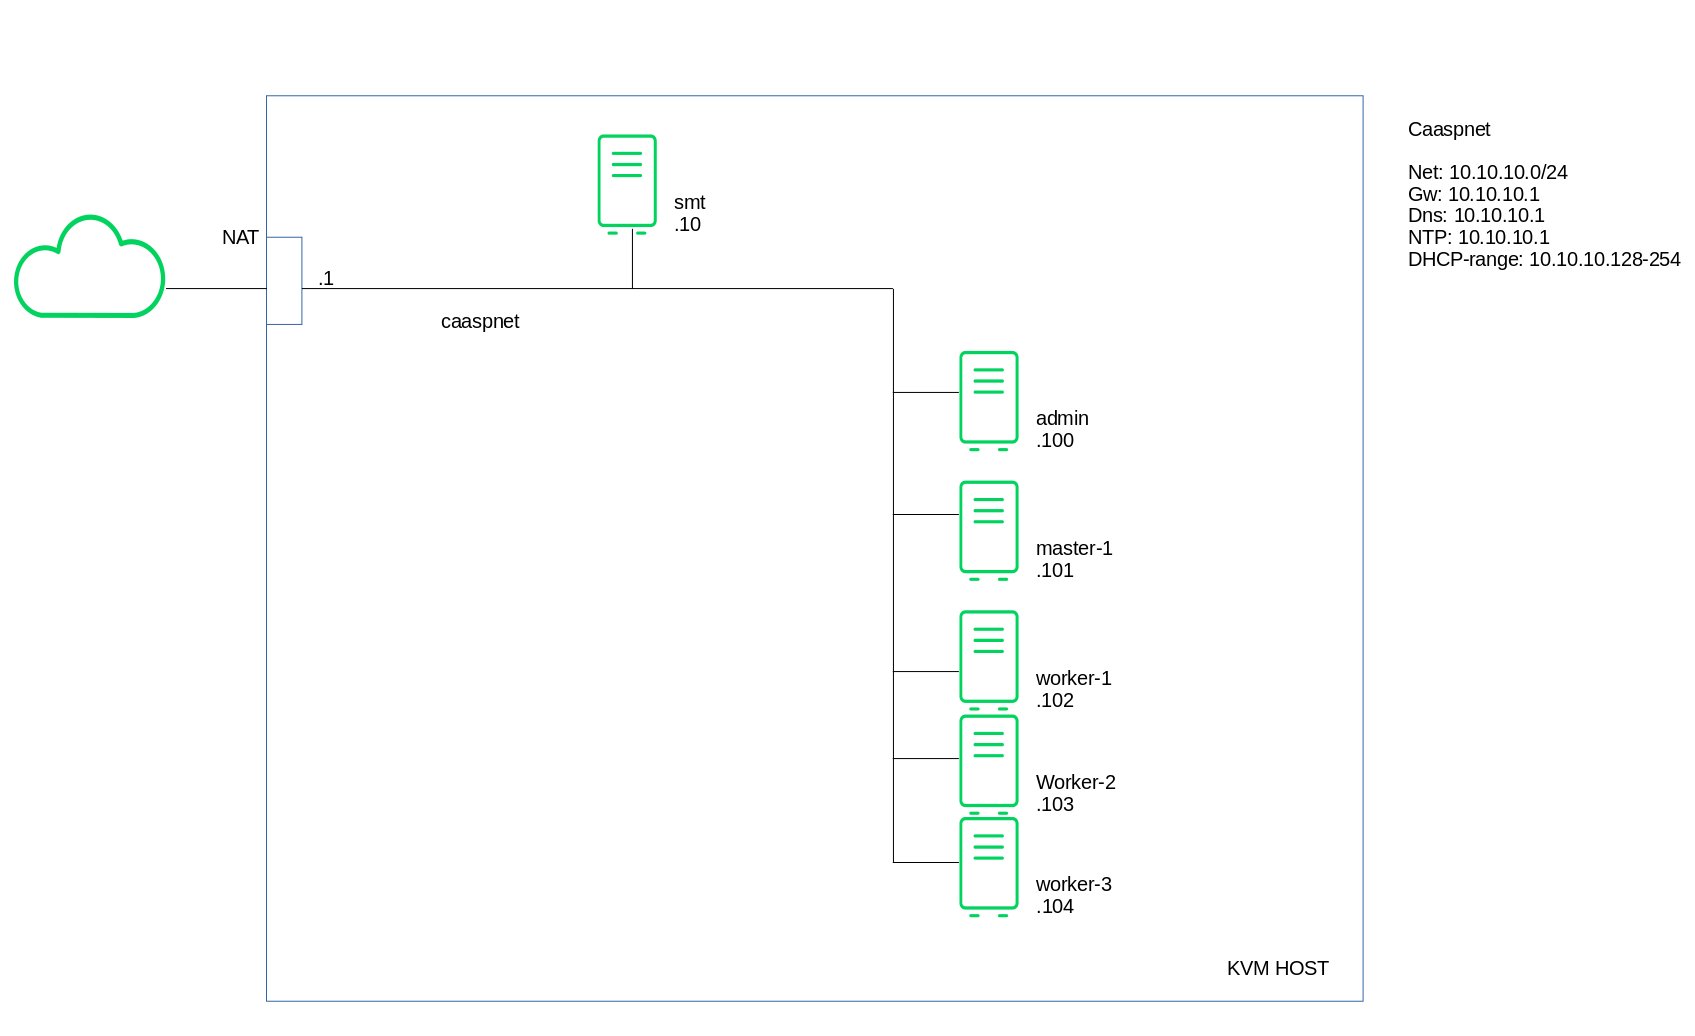 Caaspnet
Net: 10.10.10.0/24
Gw: 10.10.10.1
Dns: 10.10.10.1
NTP: 10.10.10.1
DHCP-range: 10.10.10.128-254
smt
.10
NAT
.1
caaspnet
admin
.100
master-1
.101
worker-1
.102
Worker-2
.103
worker-3
.104
KVM HOST